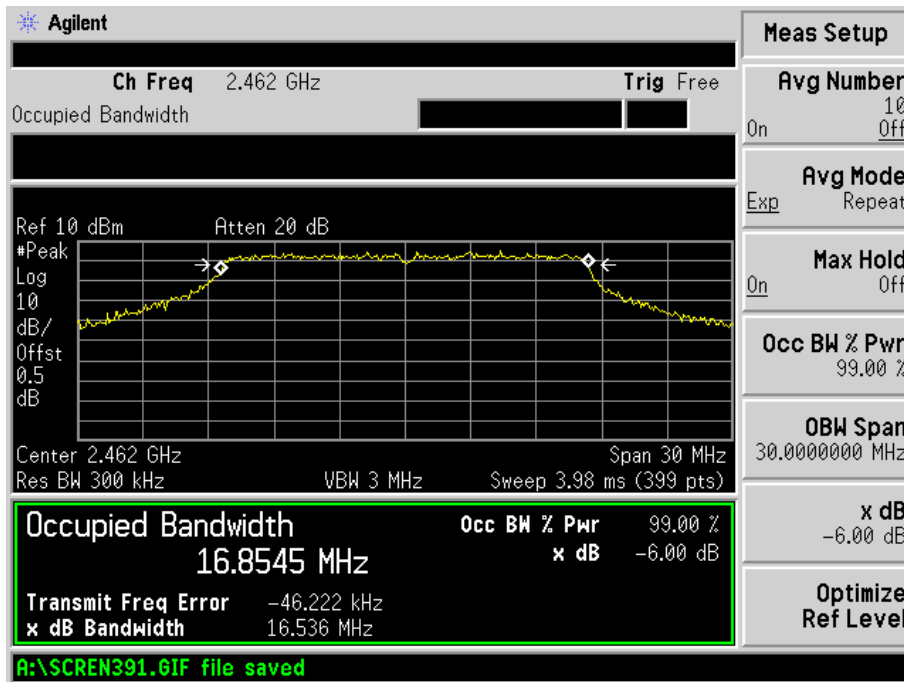 Agilent
Ch Freq 2.462 GHz Trig Free
Occupied Bandwidth
Ref 10 dBm Atten 20 dB
#Peak
Log
10
dB/
Offst
0.5
dB
Center 2.462 GHz Span 30 MHz
Res BW 300 kHz VBW 3 MHz Sweep 3.98 ms (399 pts)
Occupied Bandwidth
16.8545 MHz
Occ BW % Pwr 99.00 %
x dB -6.00 dB
Transmit Freq Error -46.222 kHz
x dB Bandwidth 16.536 MHz
A:\SCREN391.GIF file saved
Meas Setup
Avg Number
10
On Off
Avg Mode
Exp Repeat
Max Hold
On Off
Occ BW % Pwr
99.00 %
OBW Span
30.0000000 MHz
x dB
-6.00 dB
Optimize
Ref Level